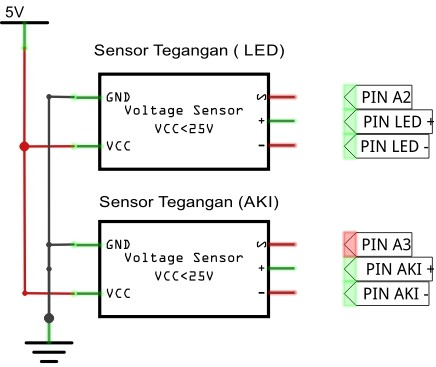 5V
Sensor Tegangan ( LED)
GND
Voltage Sensor
VCC<25V
VCC
S
+
-
PIN A2
PIN LED +
PIN LED -
Sensor Tegangan (AKI)
GND
Voltage Sensor
VCC<25V
VCC
S
+
-
PIN A3
PIN AKI +
PIN AKI -